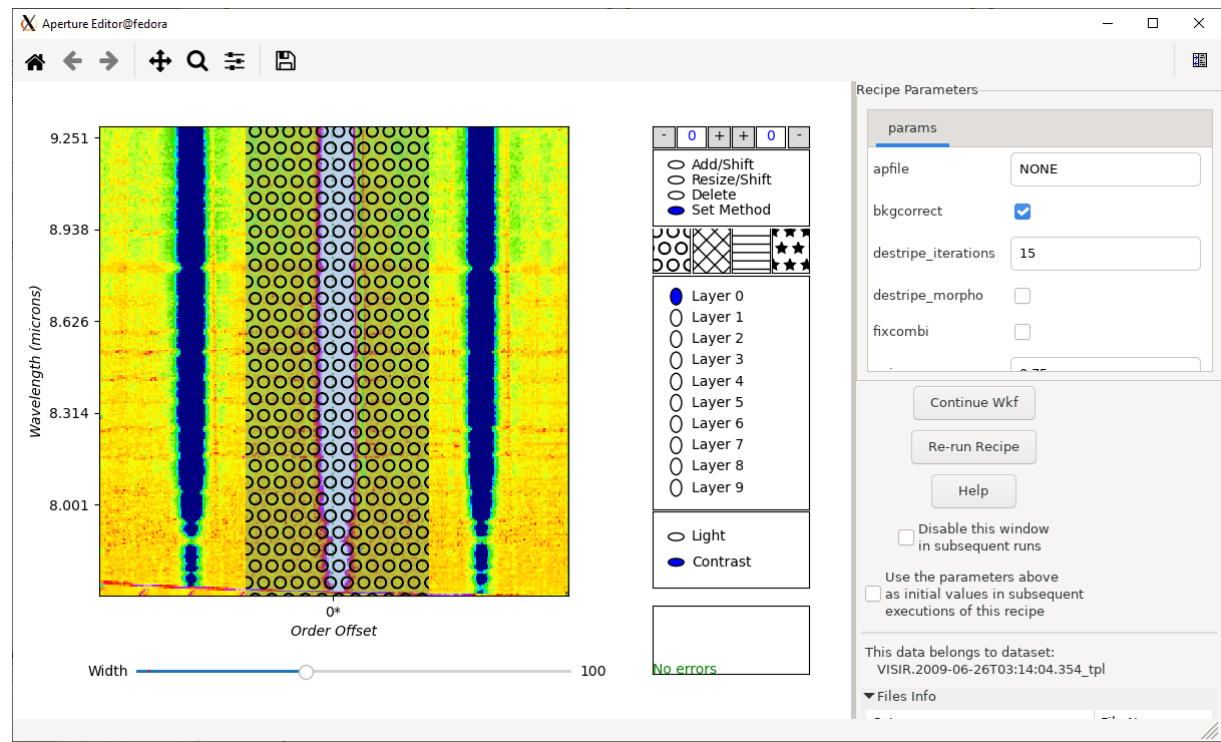 Aperture Editor@fedora
Recipe Parameters
params
apfile NONE
bkgcorrect
destripe_iterations 15
destripe_morpho
fixcombi
Continue Wkf
Re-run Recipe
Help
Disable this window
in subsequent runs
Use the parameters above
as initial values in subsequent
executions of this recipe
This data belongs to dataset:
VISIR.2009-06-26T03:14:04.354_tpl
Files Info
9.251
8.938
8.626
8.314
8.001
Wavelength (microns)
0*
Order Offset
Width 100
- 0 + + 0 -
Add/Shift
Resize/Shift
Delete
Set Method
Layer 0
Layer 1
Layer 2
Layer 3
Layer 4
Layer 5
Layer 6
Layer 7
Layer 8
Layer 9
Light
Contrast
No errors